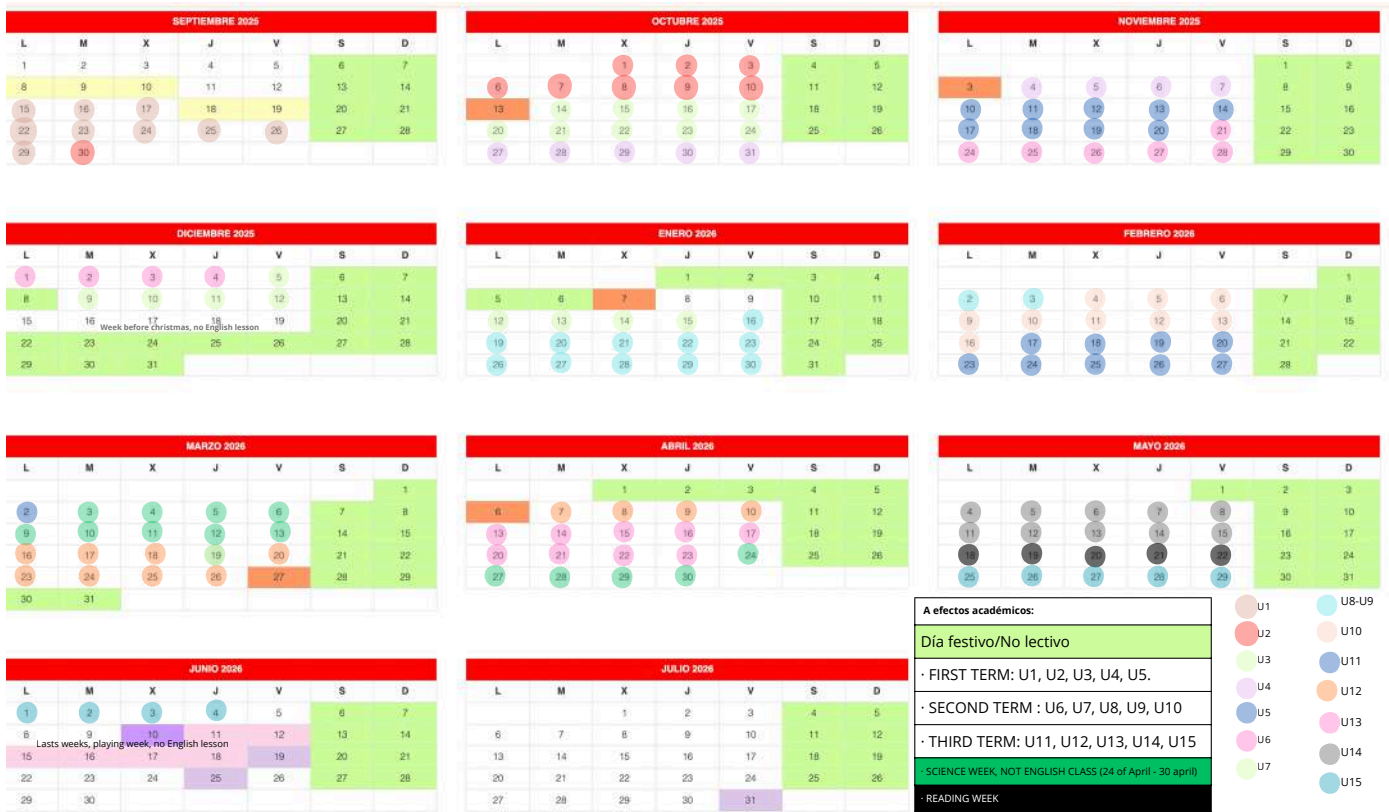 SEPTIEMBRE 2025
L M X J V S D
1 2 3 4 5 6 7
8 9 10 11 12 13 14
15 16 17 18 19 20 21
22 23 24 25 26 27 28
29 30
OCTUBRE 2025
L M X J V S D
1 2 3 4 5
6 7 8 9 10 11 12
13 14 15 16 17 18 19
20 21 22 23 24 25 26
27 28 29 30 31
NOVIEMBRE 2025
L M X J V S D
1 2
3 4 5 6 7 8 9
10 11 12 13 14 15 16
17 18 19 20 21 22 23
24 25 26 27 28 29 30
DICIEMBRE 2025
L M X J V S D
1 2 3 4 5 6 7
8 9 10 11 12 13 14
15 16 17 18 19 20 21
Week before christmas, no English lesson
22 23 24 25 26 27 28
29 30 31
ENERO 2026
L M X J V S D
1 2 3 4
5 6 7 8 9 10 11
12 13 14 15 16 17 18
19 20 21 22 23 24 25
26 27 28 29 30 31
FEBRERO 2026
L M X J V S D
1
2 3 4 5 6 7 8
9 10 11 12 13 14 15
16 17 18 19 20 21 22
23 24 25 26 27 28
MARZO 2026
L M X J V S D
1
2 3 4 5 6 7 8
9 10 11 12 13 14 15
16 17 18 19 20 21 22
23 24 25 26 27 28 29
30 31
ABRIL 2026
L M X J V S D
1 2 3 4 5
6 7 8 9 10 11 12
13 14 15 16 17 18 19
20 21 22 23 24 25 26
27 28 29 30
MAYO 2026
L M X J V S D
1 2 3
4 5 6 7 8 9 10
11 12 13 14 15 16 17
18 19 20 21 22 23 24
25 26 27 28 29 30 31
JUNIO 2026
L M X J V S D
1 2 3 4 5 6 7
8 9 10 11 12 13 14
Lasts weeks, playing week, no English lesson
15 16 17 18 19 20 21
22 23 24 25 26 27 28
29 30
JULIO 2026
L M X J V S D
1 2 3 4 5
6 7 8 9 10 11 12
13 14 15 16 17 18 19
20 21 22 23 24 25 26
27 28 29 30 31
A efectos académicos:
Día festivo/No lectivo
· FIRST TERM: U1, U2, U3, U4, U5.
· SECOND TERM : U6, U7, U8, U9, U10
· THIRD TERM: U11, U12, U13, U14, U15
· SCIENCE WEEK, NOT ENGLISH CLASS (24 of April - 30 april)
· READING WEEK
U1
U2
U3
U4
U5
U6
U7
U8-U9
U10
U11
U12
U13
U14
U15